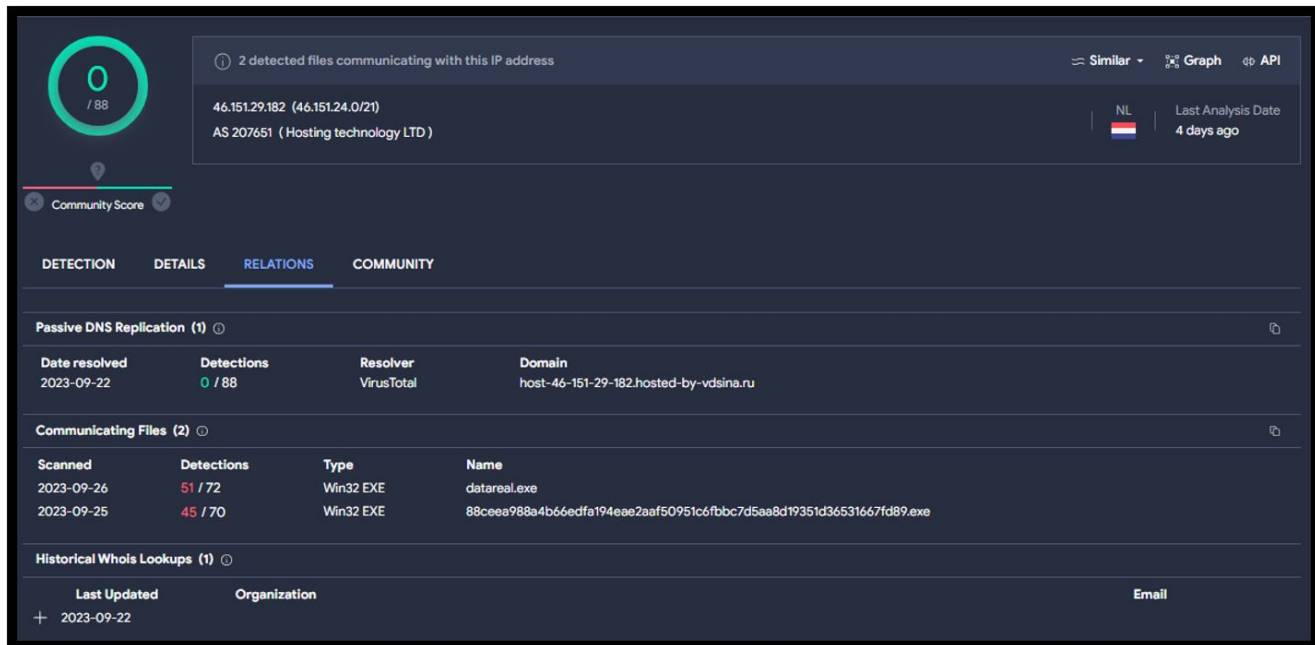 0
/ 88
Community Score
2 detected files communicating with this IP address
Similar Graph API
46.151.29.182 (46.151.24.0/21)
AS 207651 ( Hosting technology LTD )
NL
Last Analysis Date
4 days ago
DETECTION DETAILS RELATIONS COMMUNITY
Passive DNS Replication (1)
Date resolved Detections Resolver Domain
2023-09-22 0 / 88 VirusTotal host-46-151-29-182.hosted-by-vdsina.ru
Communicating Files (2)
Scanned Detections Type Name
2023-09-26 51 / 72 Win32 EXE datareal.exe
2023-09-25 45 / 70 Win32 EXE 88ceea988a4b66edfa194eae2aaf50951c6fbbc7d5aa8d19351d36531667fd89.exe
Historical Whois Lookups (1)
Last Updated Organization Email
+ 2023-09-22